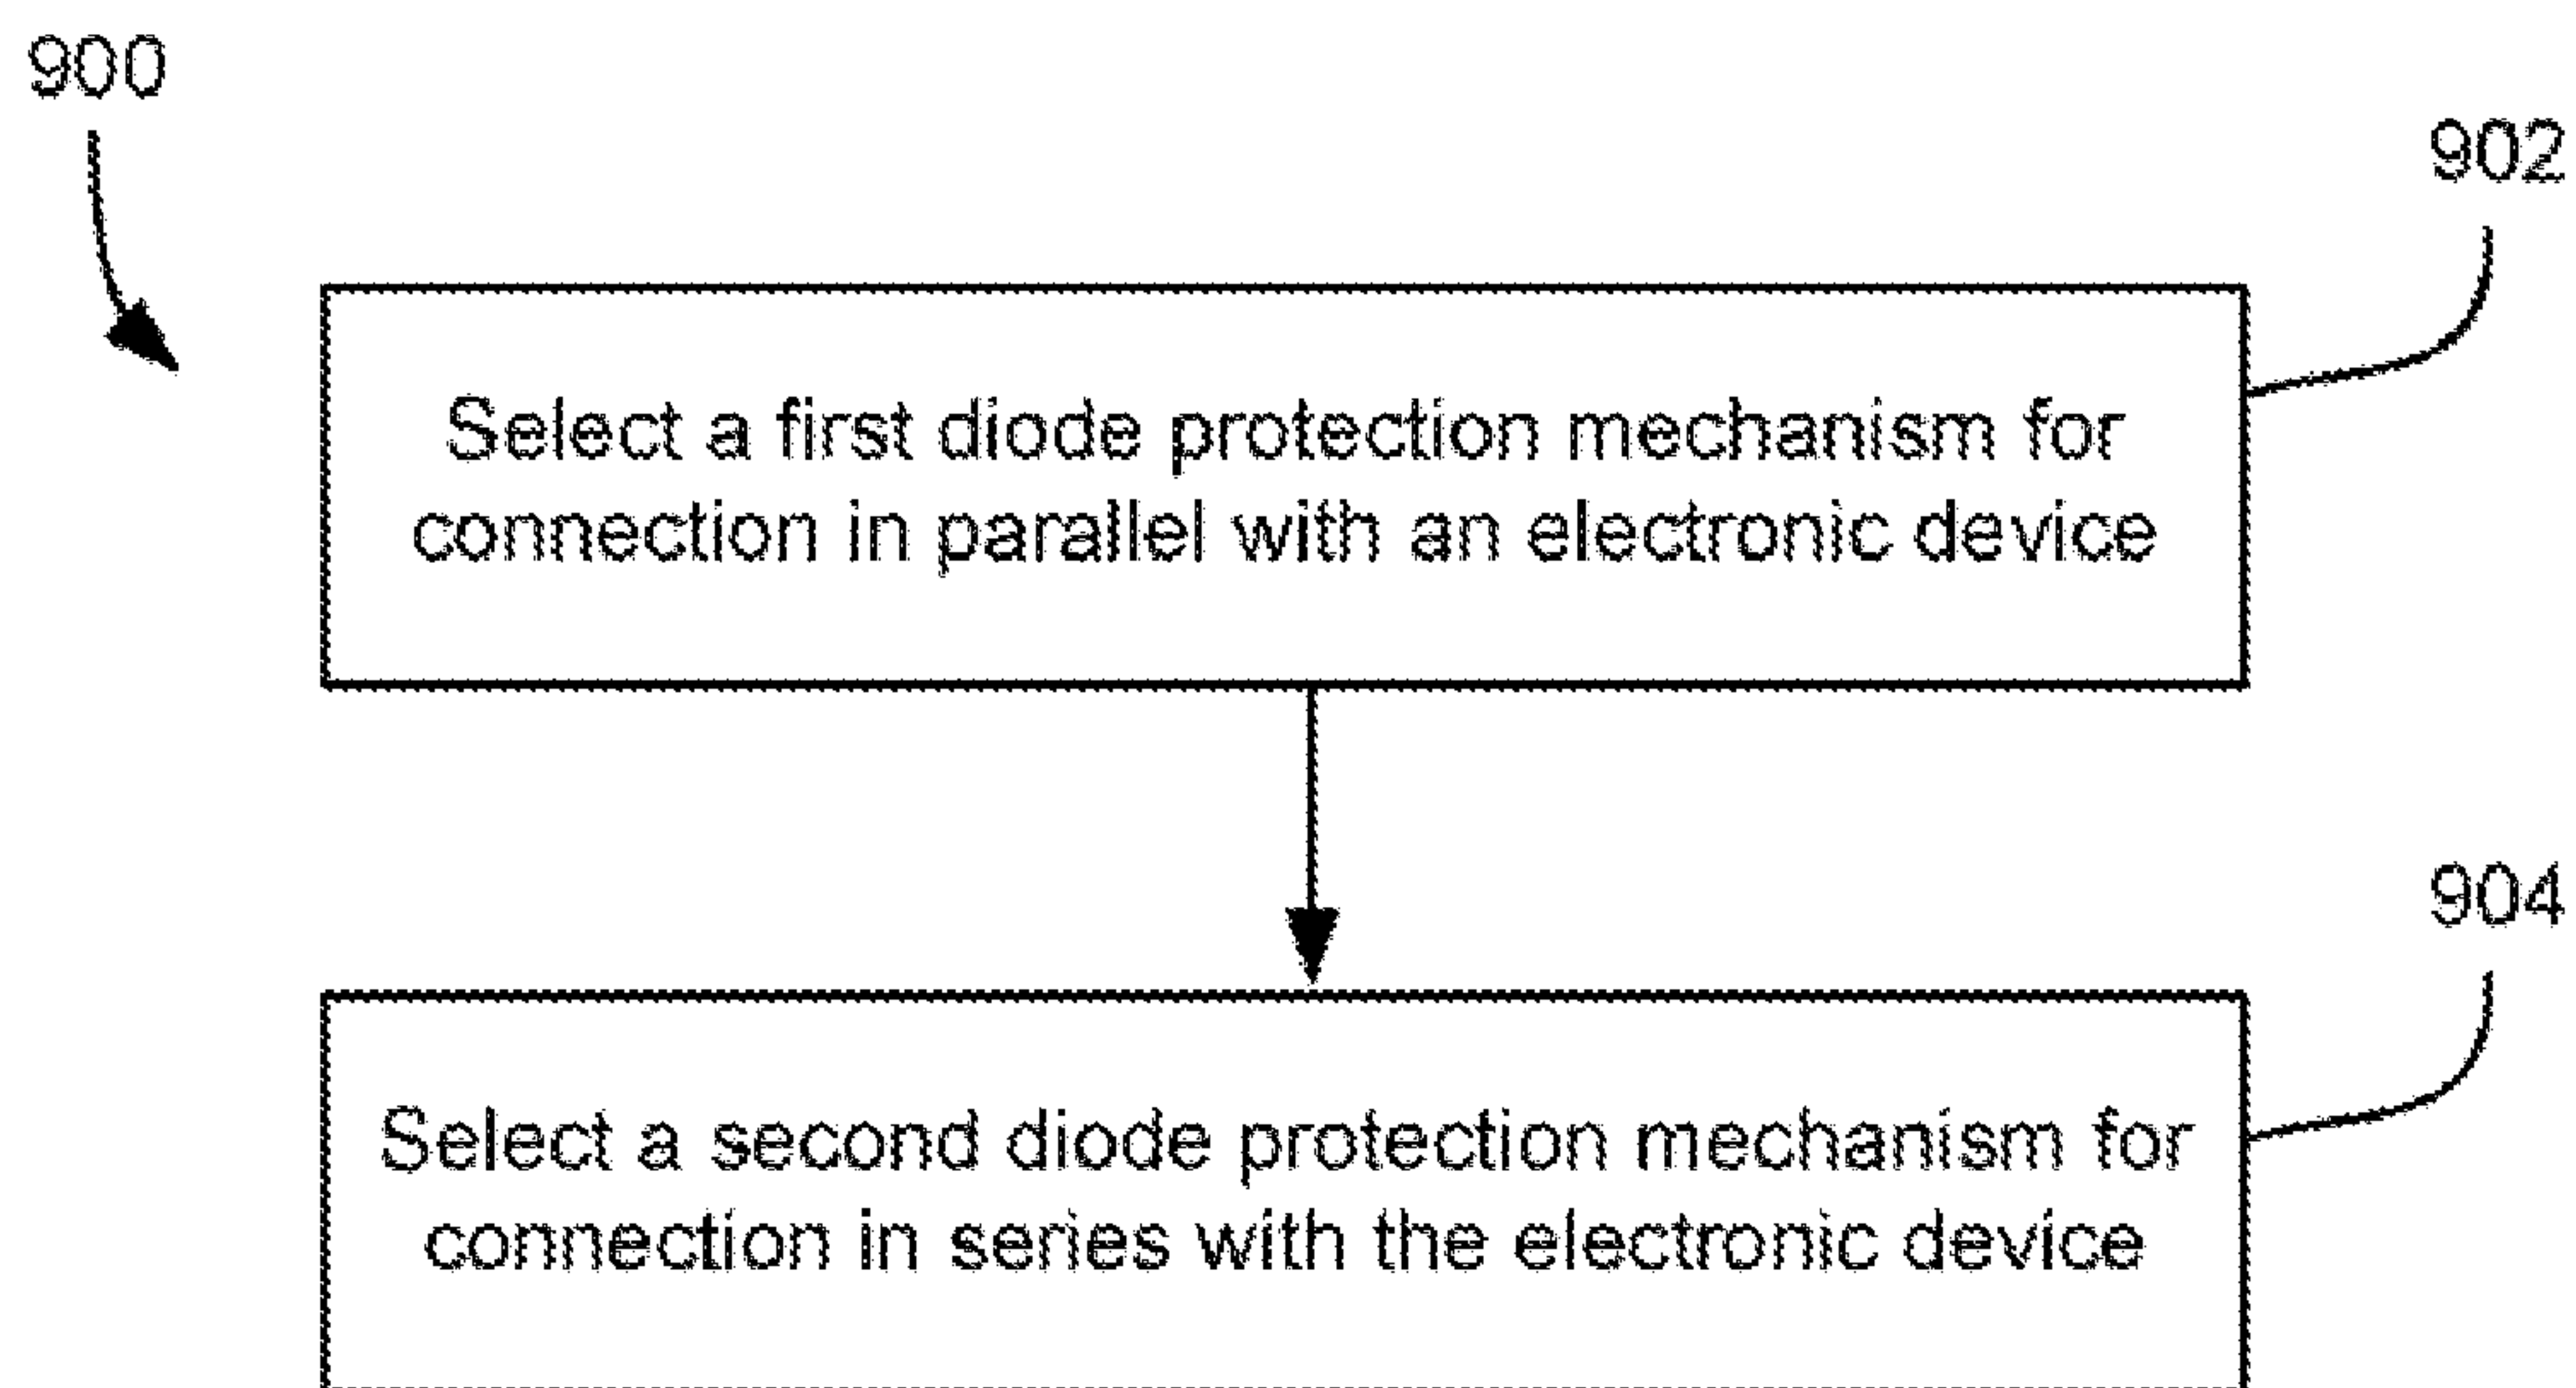 900
902
Select a first diode protection mechanism for
connection in parallel with an electronic device
904
Select a second diode protection mechanism for
connection in series with the electronic device